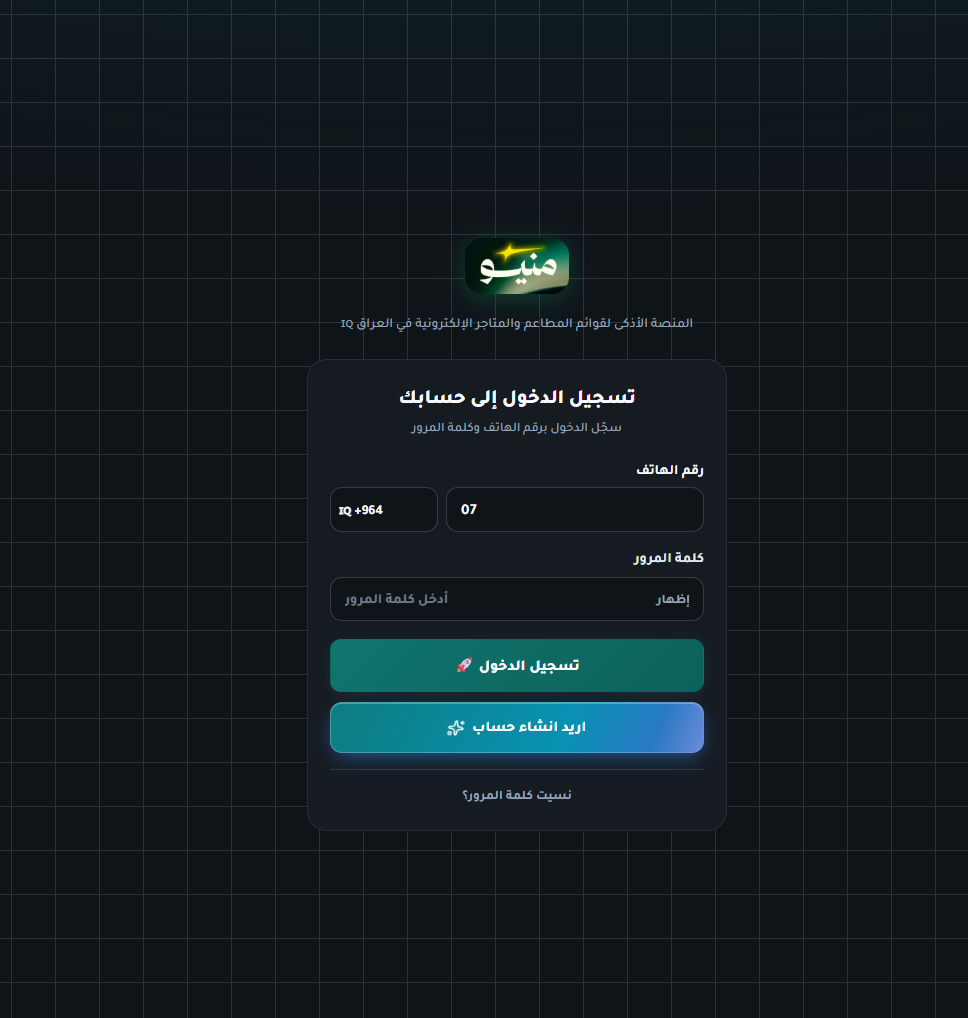 منيو
المنصة الأذكى لقوائم المطاعم والمتاجر الإلكترونية في العراق IQ
تسجيل الدخول إلى حسابك
سجّل الدخول برقم الهاتف وكلمة المرور
رقم الهاتف
07
IQ +964
كلمة المرور
إظهار
أدخل كلمة المرور
تسجيل الدخول 🚀
اريد انشاء حساب
نسيت كلمة المرور؟